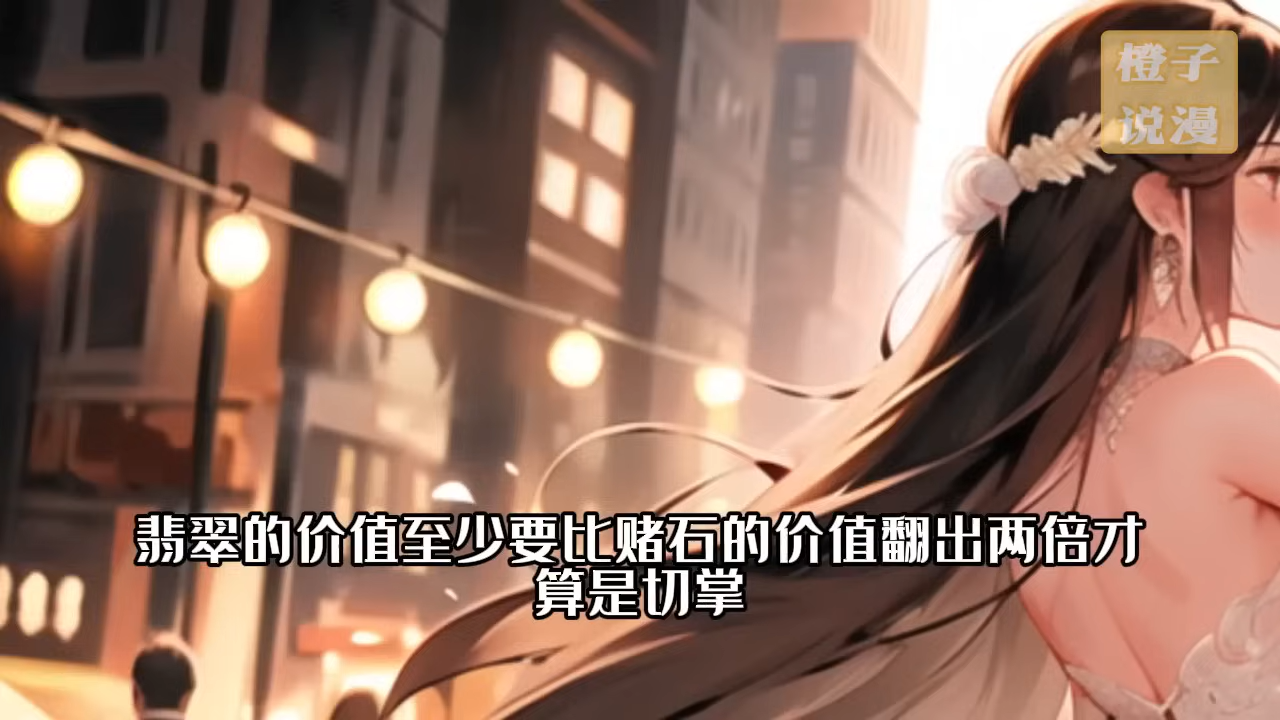 橙子
说漫
翡翠的价值至少要比赌石的价值翻出两倍才
算是切掌